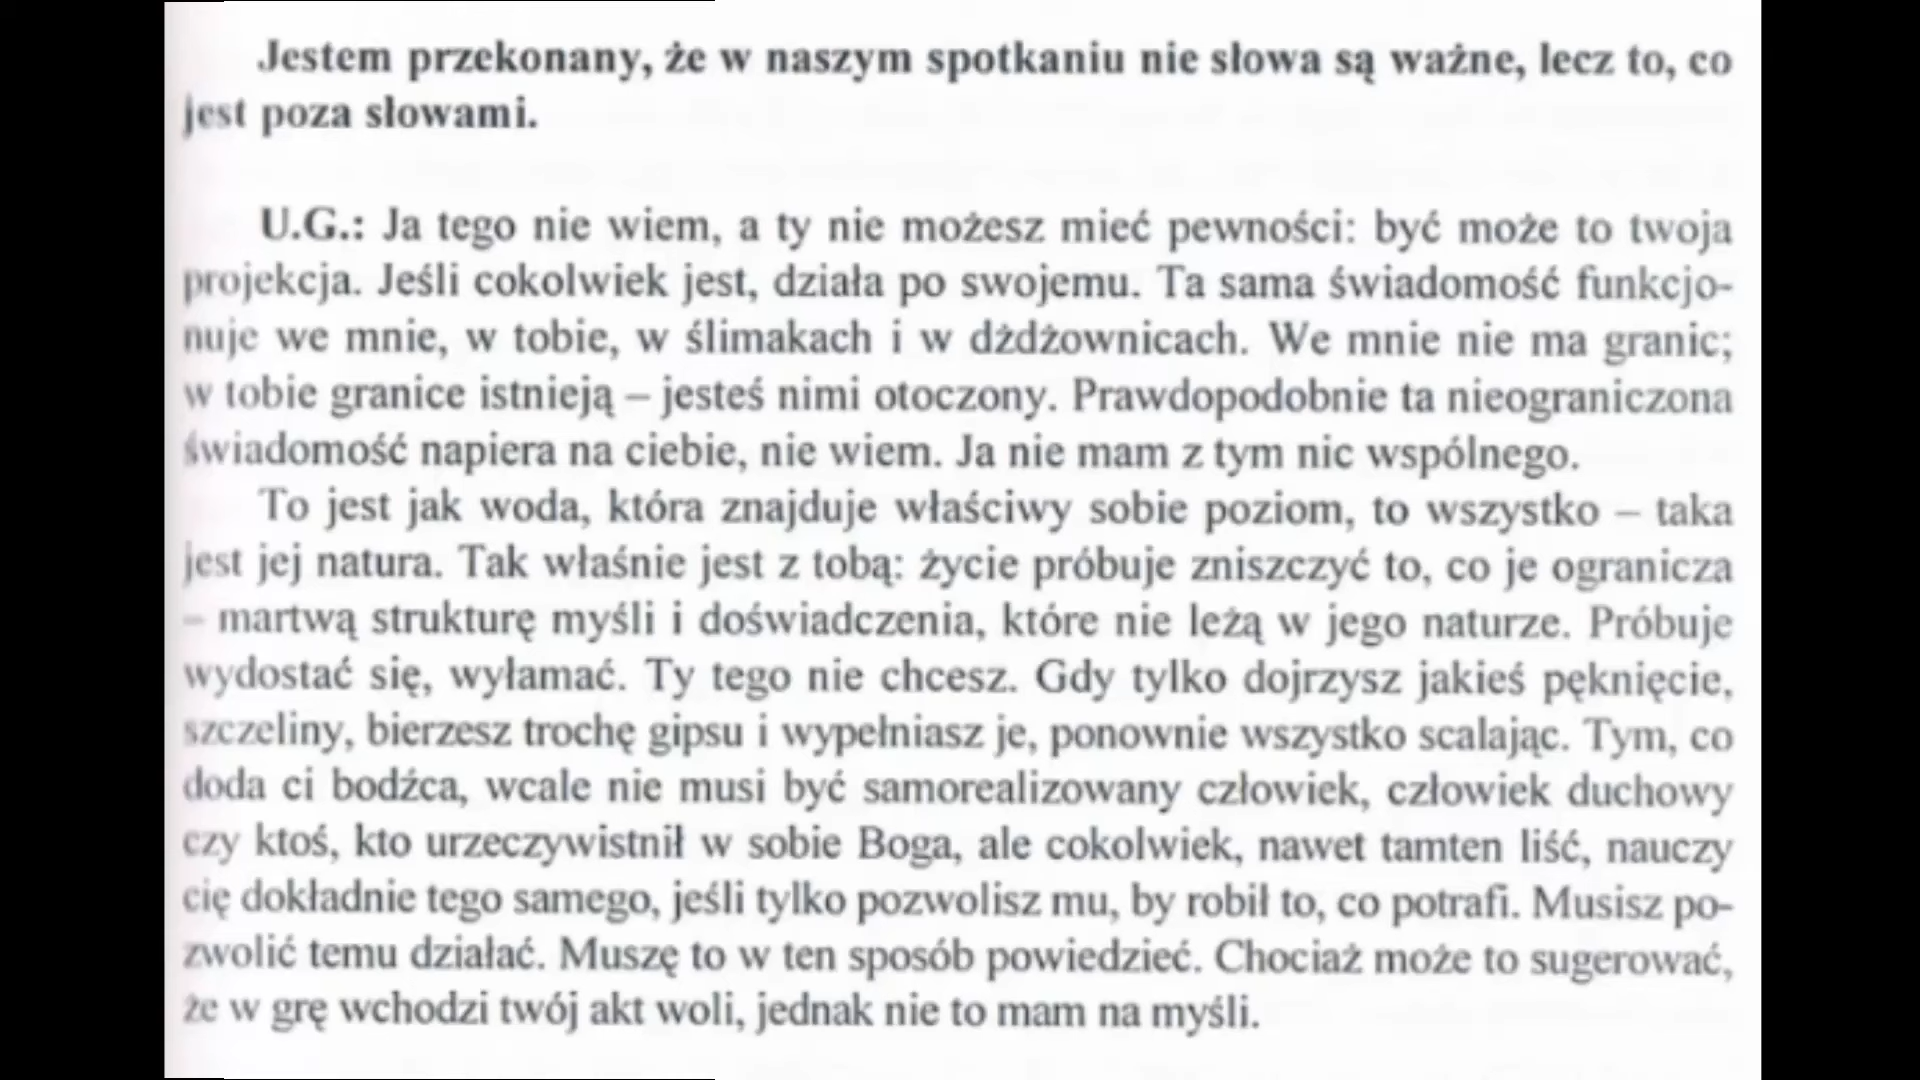 Jestem przekonany, że w naszym spotkaniu nie słowa są ważne, lecz to, co
jest poza słowami.
U.G.: Ja tego nie wiem, a ty nie możesz mieć pewności: być może to twoja
projekcja. Jeśli cokolwiek jest, działa po swojemu. Ta sama świadomość funkcjo-
nuje we mnie, w tobie, w ślimakach i w dżdżownicach. We mnie nie ma granic;
w tobie granice istnieją – jesteś nimi otoczony. Prawdopodobnie ta nieograniczona
świadomość napiera na ciebie, nie wiem. Ja nie mam z tym nic wspólnego.
To jest jak woda, która znajduje właściwy sobie poziom, to wszystko – taka
jest jej natura. Tak właśnie jest z tobą: życie próbuje zniszczyć to, co je ogranicza
– martwą strukturę myśli i doświadczenia, które nie leżą w jego naturze. Próbuje
wydostać się, wyłamać. Ty tego nie chcesz. Gdy tylko dojrzysz jakieś pęknięcie,
szczeliny, bierzesz trochę gipsu i wypełniasz je, ponownie wszystko scalając. Tym, co
doda ci bodźca, wcale nie musi być samorealizowany człowiek, człowiek duchowy
czy ktoś, kto urzeczywistnił w sobie Boga, ale cokolwiek, nawet tamten liść, nauczy
cię dokładnie tego samego, jeśli tylko pozwolisz mu, by robił to, co potrafi. Musisz po-
zwolić temu działać. Muszę to w ten sposób powiedzieć. Chociaż może to sugerować,
że w grę wchodzi twój akt woli, jednak nie to mam na myśli.